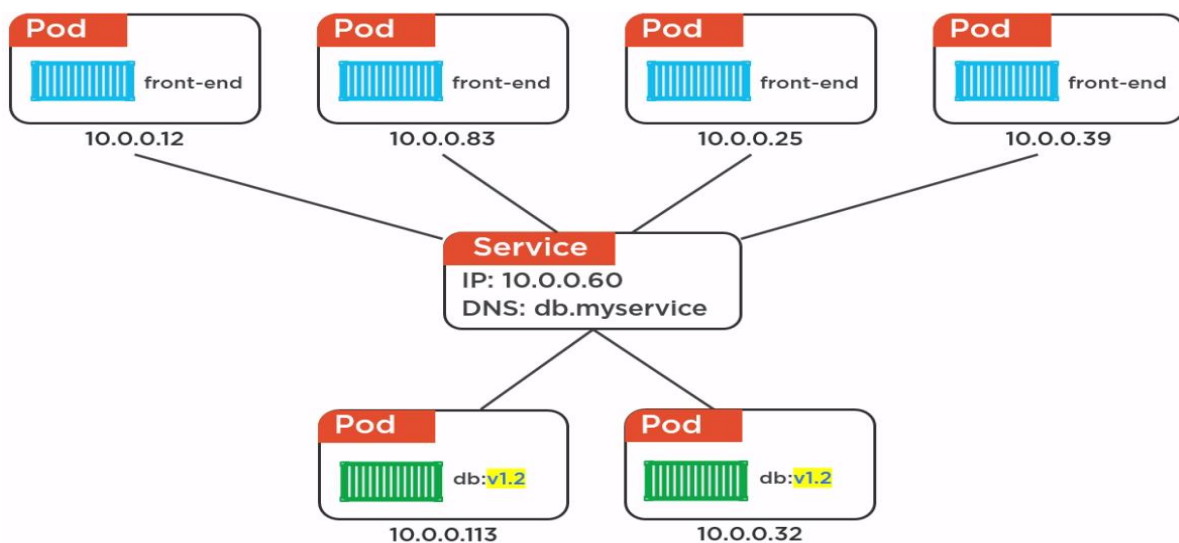 Pod
front-end
10.0.0.12
Pod
front-end
10.0.0.83
Pod
front-end
10.0.0.25
Pod
front-end
10.0.0.39
Service
IP: 10.0.0.60
DNS: db.myservice
Pod
db:v1.2
10.0.0.113
Pod
db:v1.2
10.0.0.32